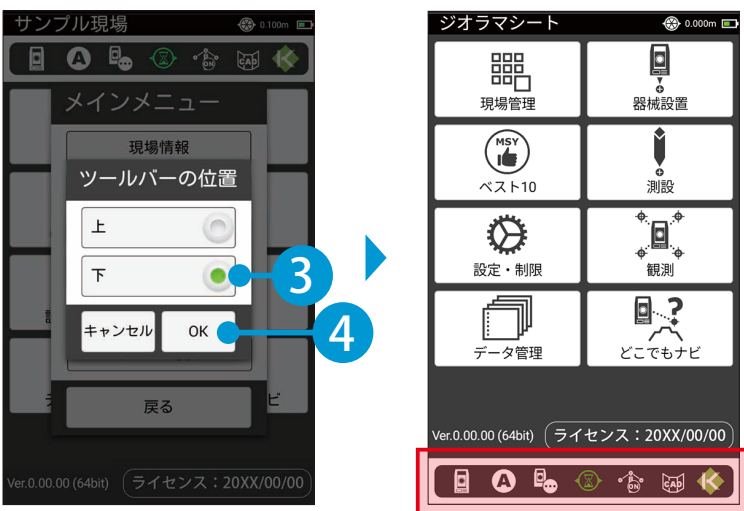 サンプル現場
0.100m
A
ON
CAD
メインメニュー
現場情報
ツールバーの位置
上
下
3
キャンセル
OK
4
戻る
ビ
Ver.0.00.00 (64bit)
ライセンス：20XX/00/00
ジオラマシート
0.000m
現場管理
器械設置
MSY
ベスト10
測設
設定・制限
観測
データ管理
?
どこでもナビ
Ver.0.00.00 (64bit)
ライセンス：20XX/00/00
A
ON
CAD